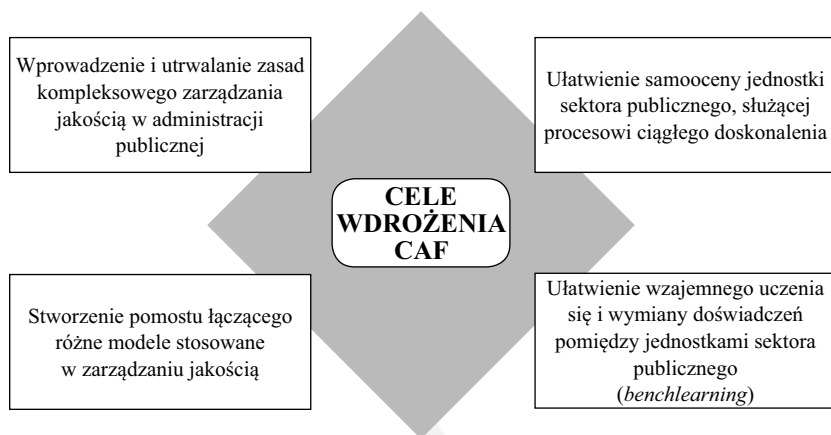 Wprowadzenie i utrwalanie zasad
kompleksowego zarządzania
jakością w administracji
publicznej
Ułatwienie samooceny jednostki
sektora publicznego, służącej
procesowi ciągłego doskonalenia
CELE
WDROŻENIA
CAF
Stworzenie pomostu łączącego
różne modele stosowane
w zarządzaniu jakością
Ułatwienie wzajemnego uczenia
się i wymiany doświadczeń
pomiędzy jednostkami sektora
publicznego
(benchlearning)